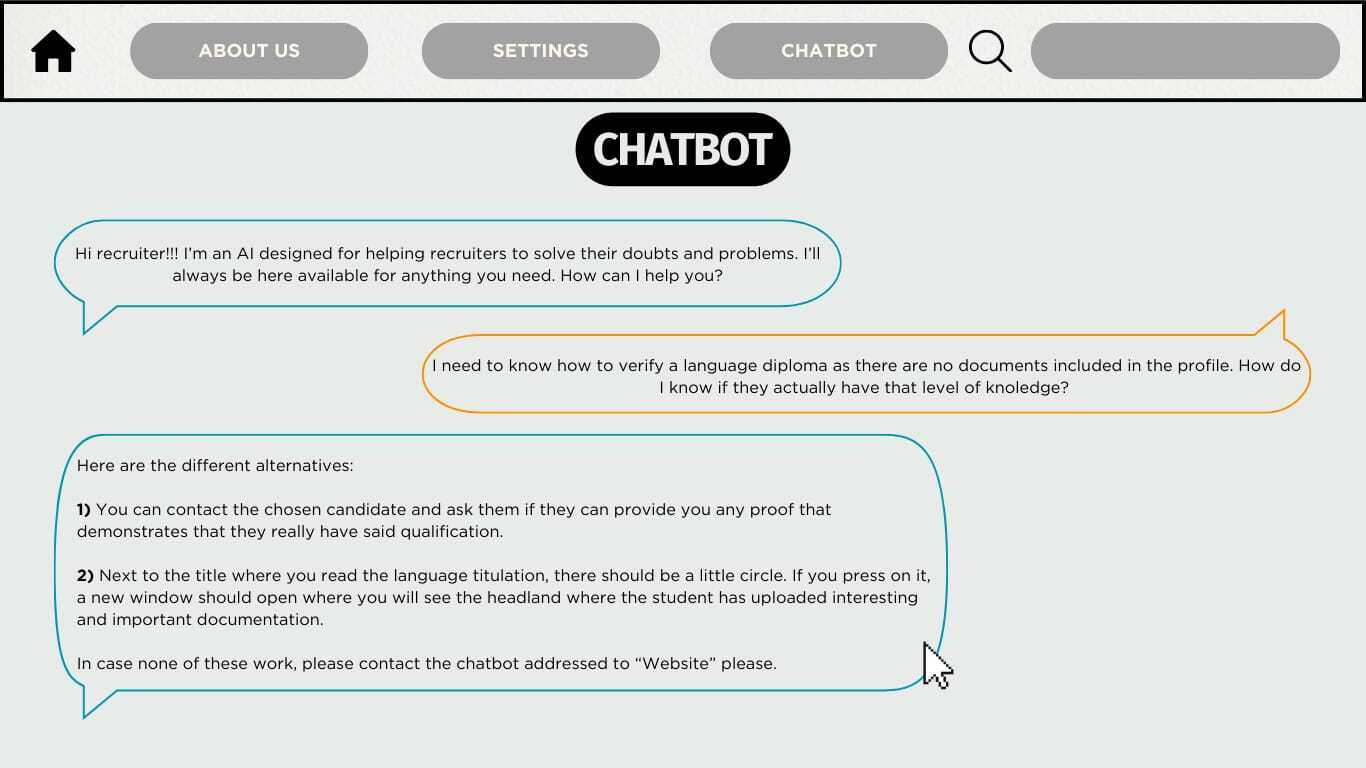 ABOUT US
SETTINGS
CHATBOT
CHATBOT
Hi recruiter!!! I'm an AI designed for helping recruiters to solve their doubts and problems. I'll
always be here available for anything you need. How can I help you?
I need to know how to verify a language diploma as there are no documents included in the profile. How do
I know if they actually have that level of knoledge?
Here are the different alternatives:
1) You can contact the chosen candidate and ask them if they can provide you any proof that
demonstrates that they really have said qualification.
2) Next to the title where you read the language titulation, there should be a little circle. If you press on it,
a new window should open where you will see the headland where the student has uploaded interesting
and important documentation.
In case none of these work, please contact the chatbot addressed to “Website” please.